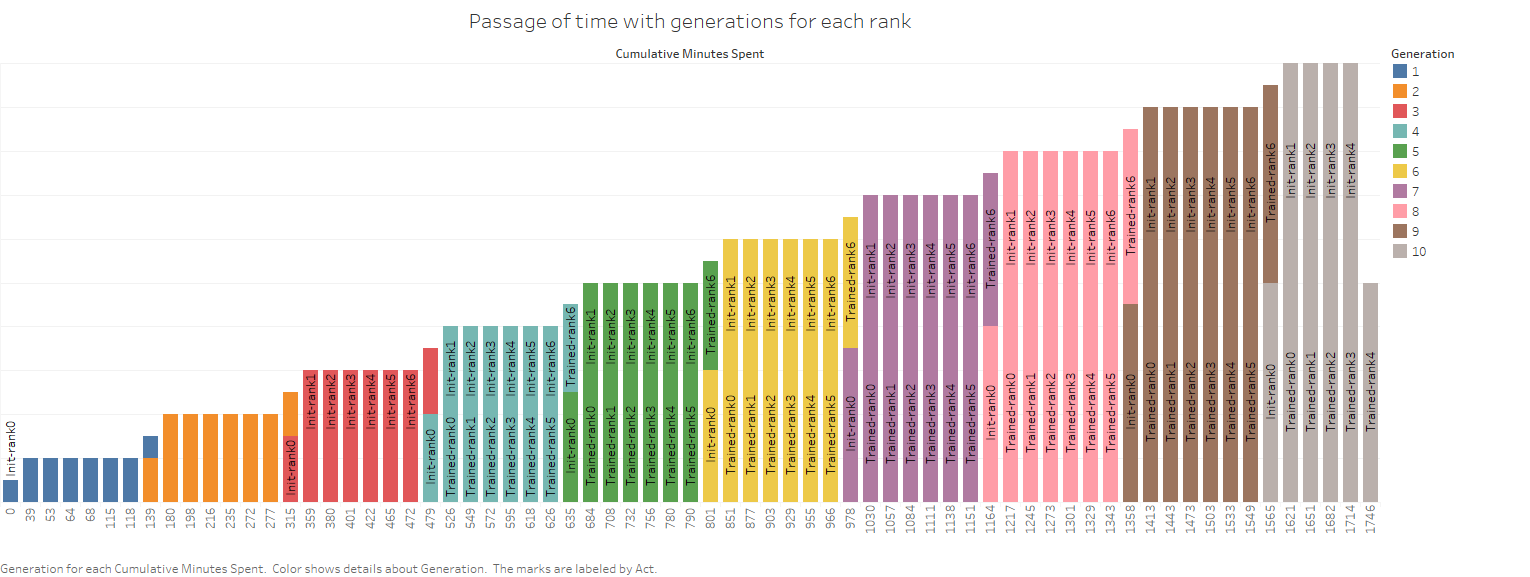 Passage of time with generations for each rank
Cumulative Minutes Spent
Generation
1
2
3
4
5
6
7
8
9
10
Init-rank0
Init-rank0
Init-rank1
Init-rank2
Init-rank3
Init-rank4
Init-rank5
Init-rank6
Init-rank0
Trained-rank0 Init-rank1
Trained-rank1 Init-rank2
Trained-rank2 Init-rank3
Trained-rank3 Init-rank4
Trained-rank4 Init-rank5
Trained-rank5 Init-rank6
Init-rank0 Trained-rank6
Trained-rank0 Init-rank1
Trained-rank1 Init-rank2
Trained-rank2 Init-rank3
Trained-rank3 Init-rank4
Trained-rank4 Init-rank5
Trained-rank5 Init-rank6
Init-rank0 Trained-rank6
Trained-rank0 Init-rank1
Trained-rank1 Init-rank2
Trained-rank2 Init-rank3
Trained-rank3 Init-rank4
Trained-rank4 Init-rank5
Trained-rank5 Init-rank6
Init-rank0 Trained-rank6
Trained-rank0 Init-rank1
Trained-rank1 Init-rank2
Trained-rank2 Init-rank3
Trained-rank3 Init-rank4
Trained-rank4 Init-rank5
Trained-rank5 Init-rank6
Init-rank0 Trained-rank6
Trained-rank0 Init-rank1
Trained-rank1 Init-rank2
Trained-rank2 Init-rank3
Trained-rank3 Init-rank4
Trained-rank4 Init-rank5
Trained-rank5 Init-rank6
Init-rank0 Trained-rank6
Trained-rank0 Init-rank1
Trained-rank1 Init-rank2
Trained-rank2 Init-rank3
Trained-rank3 Init-rank4
Trained-rank4 Init-rank5
Trained-rank5 Init-rank6
Init-rank0 Trained-rank6
Trained-rank0 Init-rank1
Trained-rank1 Init-rank2
Trained-rank2 Init-rank3
Trained-rank3 Init-rank4
Trained-rank4
0
39
53
64
68
115
118
139
180
198
216
235
272
277
315
359
380
401
422
465
472
479
526
549
572
595
618
626
635
684
708
732
756
780
790
801
851
877
903
929
955
966
978
1030
1057
1084
1111
1138
1151
1164
1217
1245
1273
1301
1329
1343
1358
1413
1443
1473
1503
1533
1549
1565
1621
1651
1682
1714
1746
Generation for each Cumulative Minutes Spent. Color shows details about Generation. The marks are labeled by Act.